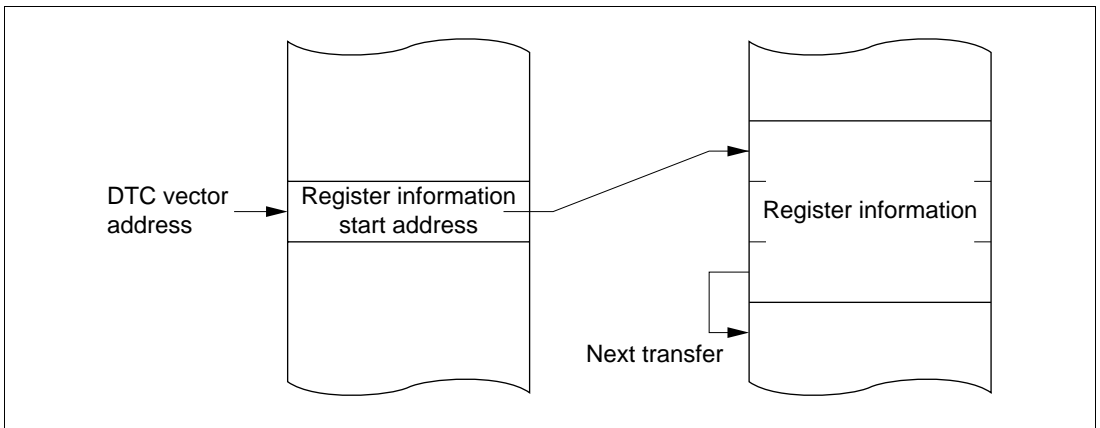 DTC vector
address
Register information
start address
Register information
Next transfer